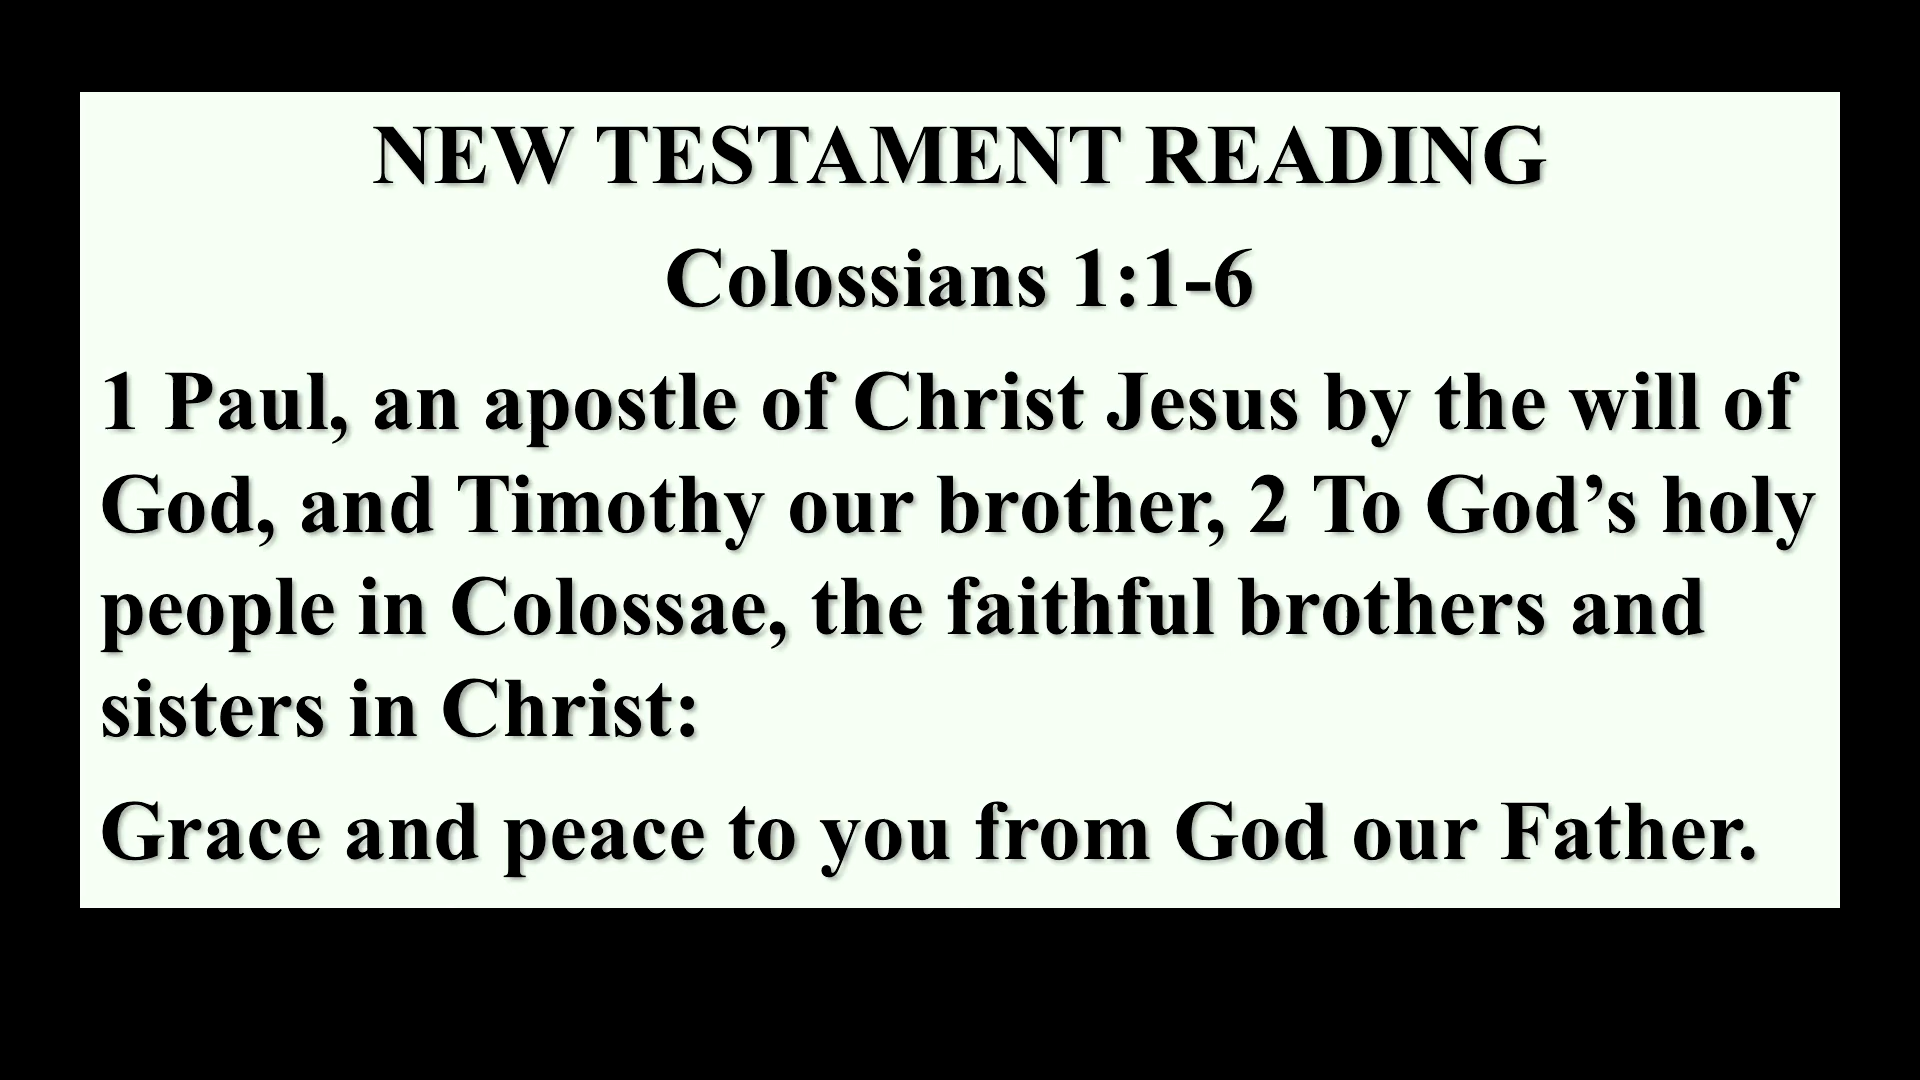 NEW TESTAMENT READING
Colossians 1:1-6
1 Paul, an apostle of Christ Jesus by the will of
God, and Timothy our brother, 2 To God’s holy
people in Colossae, the faithful brothers and
sisters in Christ:
Grace and peace to you from God our Father.